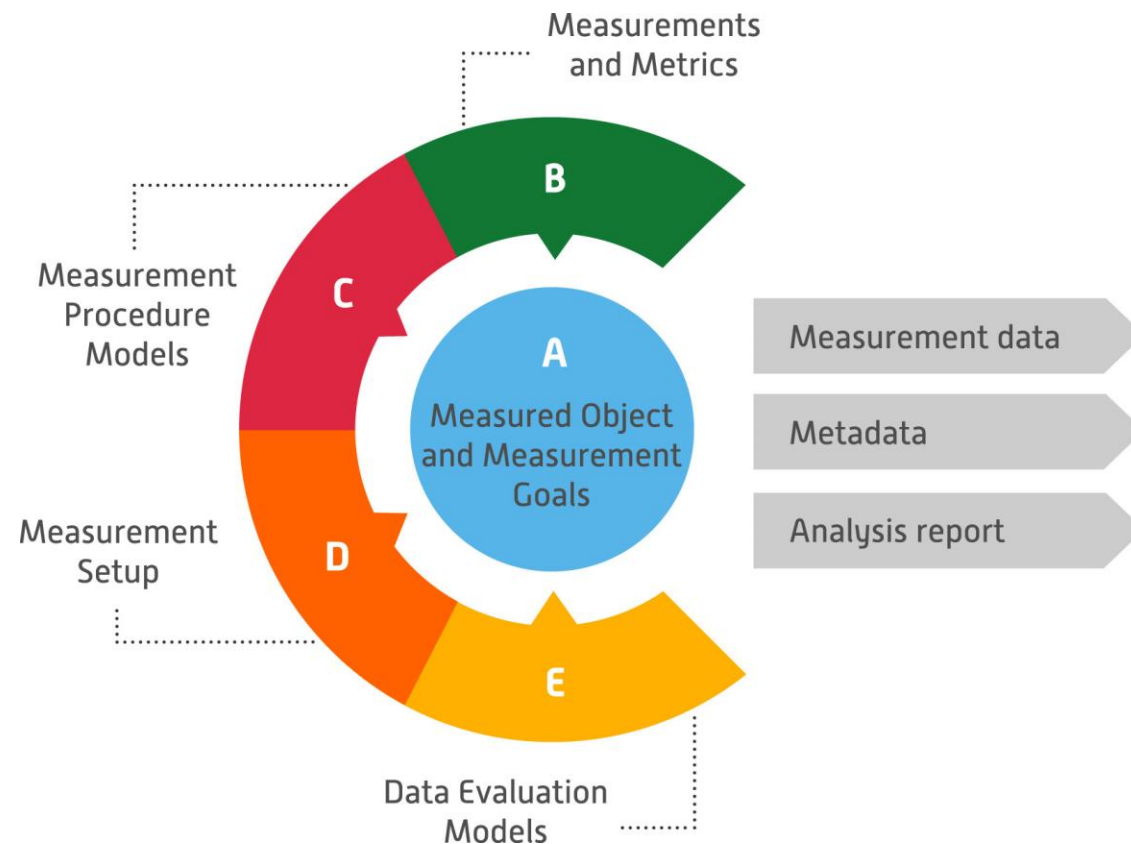 Measurements
and Metrics
B
Measurement
Procedure
Models
C
A
Measured Object
and Measurement
Goals
Measurement data
Metadata
Analysis report
Measurement
Setup
D
E
Data Evaluation
Models